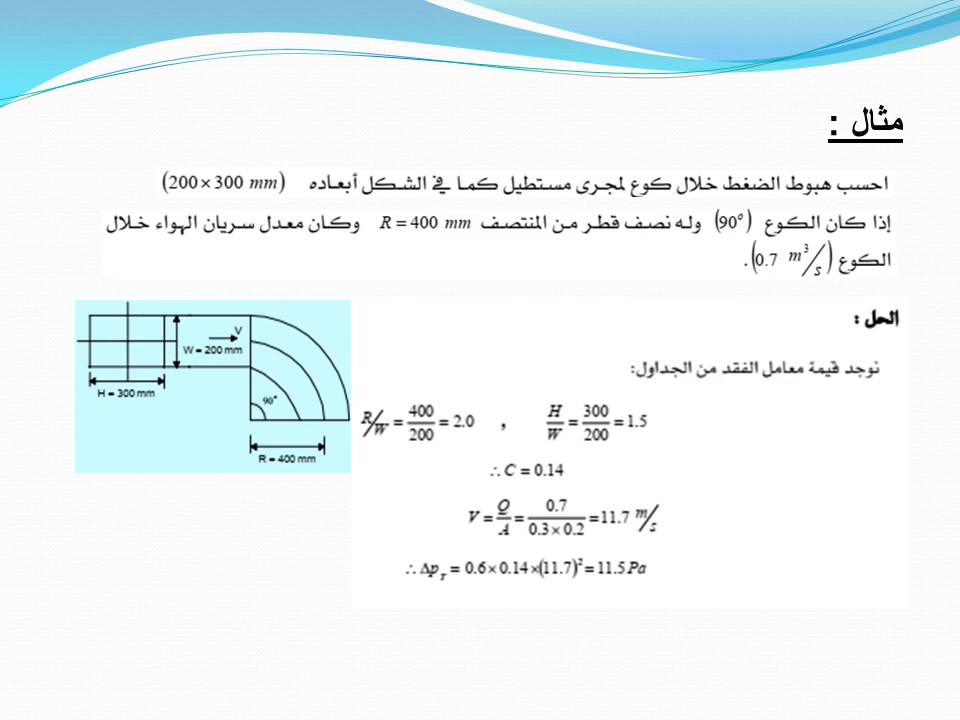 مثال :
احسب هبوط الضغط خلال كوع لمجرى مستطيل كما في الشكل أبعاده (200 × 300 mm)
إذا كان الكوع (90°) وله نصف قطر من المنتصف R = 400 mm وكان معدل سريان الهواء خلال
الكوع (0.7 m³/s).
الحل :
نوجد قيمة معامل الفقد من الجداول:
R/W = 400/200 = 2.0 , H/W = 300/200 = 1.5
∴ C = 0.14
V = Q/A = 0.7/(0.3 × 0.2) = 11.7 m/s
∴ Δp_T = 0.6 × 0.14 × (11.7)² = 11.5 Pa
V
W = 200 mm
H = 300 mm
90°
R = 400 mm